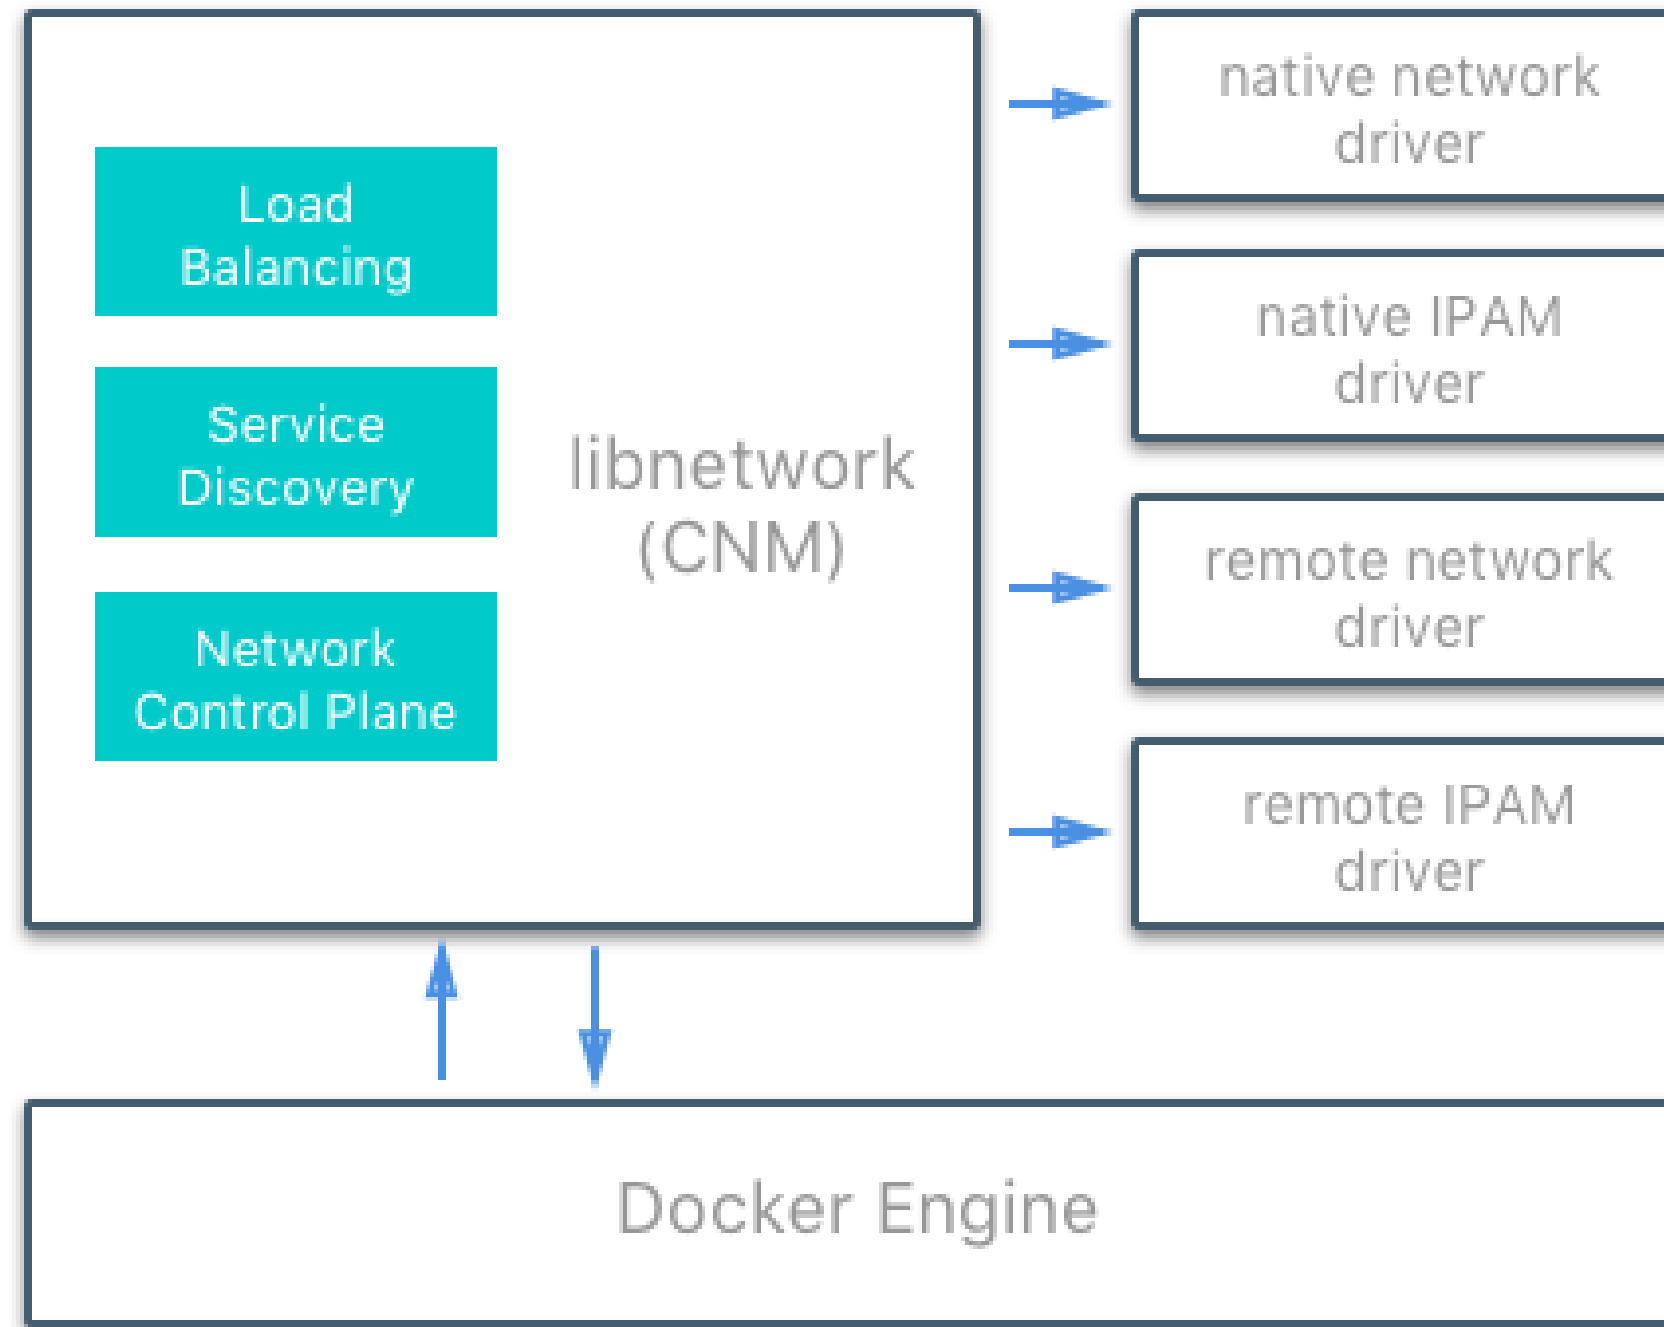 Load
Balancing
Service
Discovery
Network
Control Plane
libnetwork
(CNM)
native network
driver
native IPAM
driver
remote network
driver
remote IPAM
driver
Docker Engine